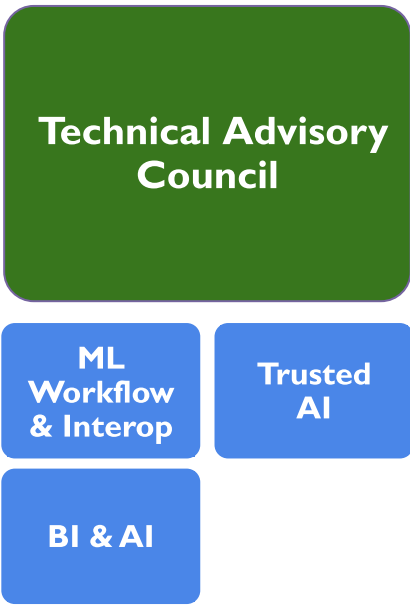 Technical Advisory
Council
ML
Workflow
& Interop
Trusted
AI
BI & AI